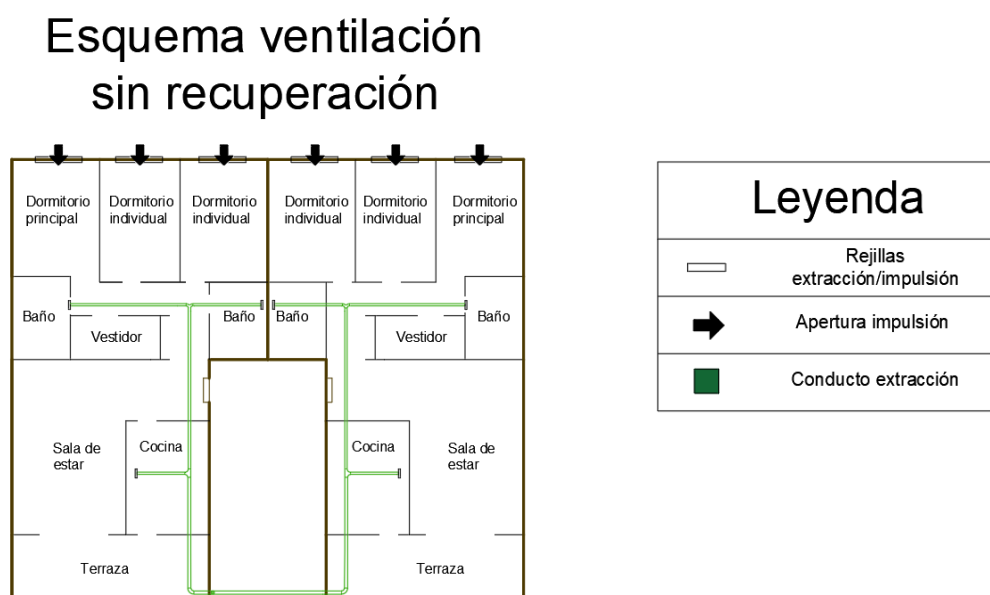 Esquema ventilación
sin recuperación
Dormitorio
principal
Dormitorio
individual
Dormitorio
individual
Dormitorio
individual
Dormitorio
individual
Dormitorio
principal
Baño
Vestidor
Baño
Baño
Vestidor
Baño
Sala de
estar
Cocina
Cocina
Sala de
estar
Terraza
Terraza
Leyenda
Rejillas
extracción/impulsión
Apertura impulsión
Conducto extracción